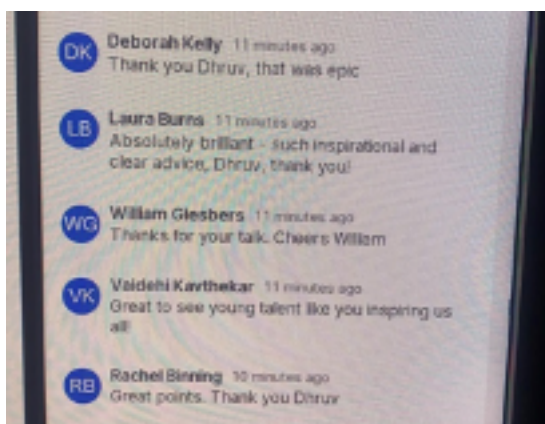 DK Deborah Kelly 11 minutes ago
Thank you Dhruv, that was epic
LB Laura Burns 11 minutes ago
Absolutely brilliant - such inspirational and
clear advice, Dhruv, thank you!
WG William Giesbers 11 minutes ago
Thanks for your talk. Cheers William
VK Vaidehi Kavthekar 11 minutes ago
Great to see young talent like you inspiring us
all!
RB Rachel Binning 10 minutes ago
Great points. Thank you Dhruv